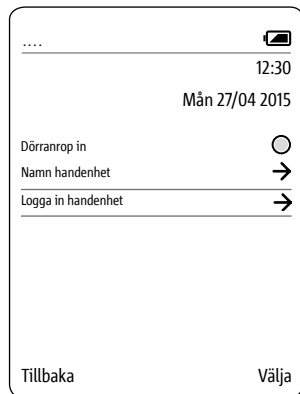 ....
12:30
Mån 27/04 2015
Dörranrop in
Namn handenhet
Logga in handenhet
Tillbaka Välja